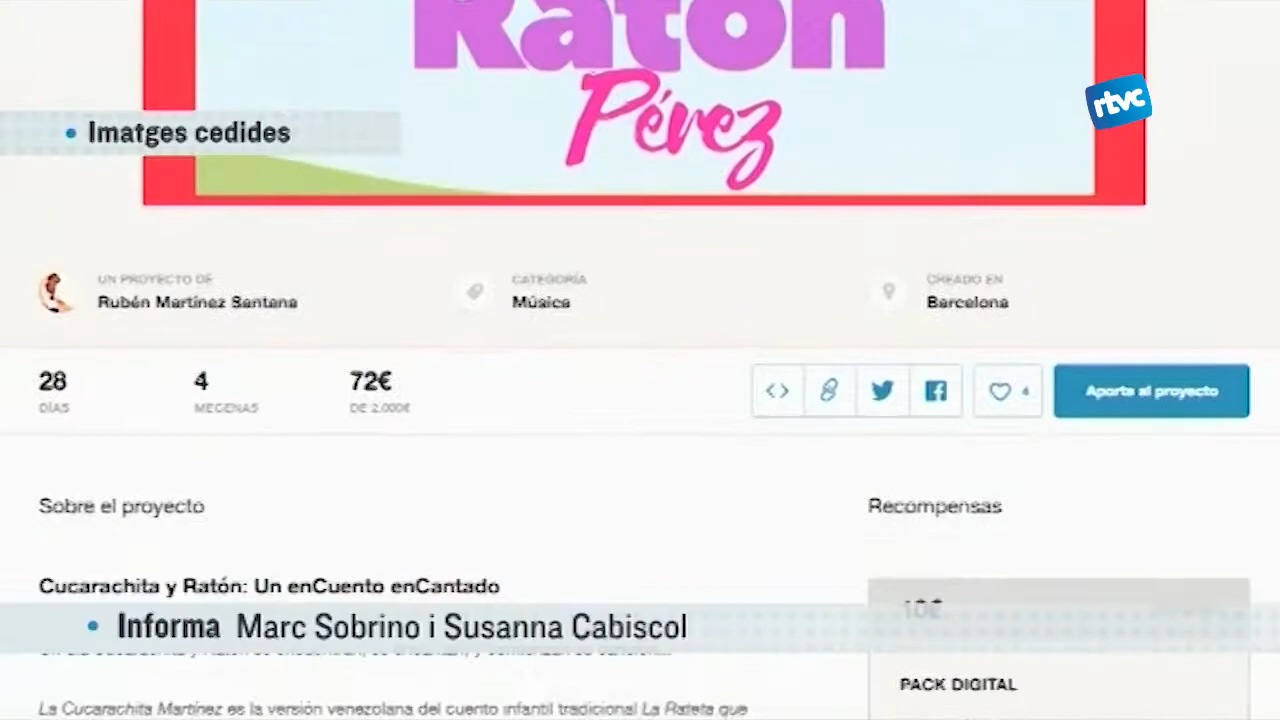 Ratón
Pérez
rtvc
Imatges cedides
UN PROYECTO DE
Rubén Martínez Santana
CATEGORÍA
Música
CREADO EN
Barcelona
28
DÍAS
4
MECENAS
72€
DE 2.000€
4
Aporta al proyecto
Sobre el proyecto
Recompensas
Cucarachita y Ratón: Un enCuento enCantado
10€
Informa Marc Sobrino i Susanna Cabiscol
PACK DIGITAL
La Cucarachita Martínez es la versión venezolana del cuento infantil tradicional La Rateta que